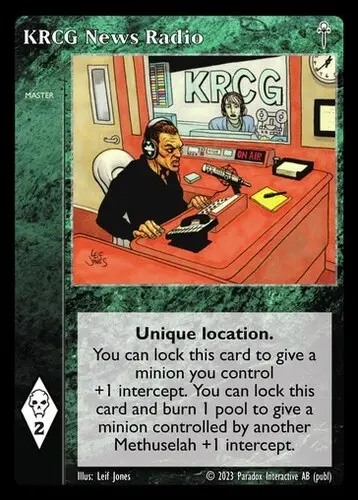 KRCG News Radio
MASTER
KRCG
ON AIR
LEIF
JONES
Unique location.
You can lock this card to give a
minion you control
+1 intercept. You can lock this
card and burn 1 pool to give a
minion controlled by another
Methuselah +1 intercept.
2
Illus: Leif Jones
© 2023 Paradox Interactive AB (publ)